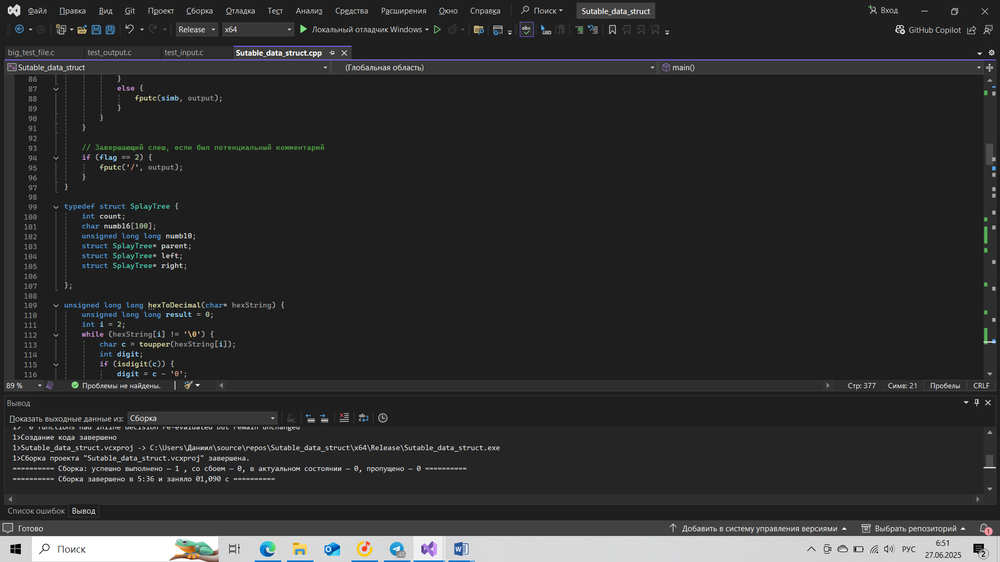 Файл Правка Вид Git Проект Сборка Отладка Тест Анализ Средства Расширения Окно Справка Поиск Sutable_data_struct Вход
Release x64 Локальный отладчик Windows abc GitHub Copilot
big_test_file.c test_output.c test_input.c Sutable_data_struct.cpp
Sutable_data_struct (Глобальная область) main()
86 }
87 else {
88 fputc(simb, output);
89 }
90 }
91 }
92
93 // Завершающий слеш, если был потенциальный комментарий
94 if (flag == 2) {
95 fputc('/', output);
96 }
97 }
98
99 typedef struct SplayTree {
100 int count;
101 char numb16[100];
102 unsigned long long numb10;
103 struct SplayTree* parent;
104 struct SplayTree* left;
105 struct SplayTree* right;
106
107 };
108
109 unsigned long long hexToDecimal(char* hexString) {
110 unsigned long long result = 0;
111 int i = 2;
112 while (hexString[i] != '\0') {
113 char c = toupper(hexString[i]);
114 int digit;
115 if (isdigit(c)) {
116 digit = c - '0';
89 % Проблемы не найдены. Стр: 377 Симв: 21 Пробелы CRLF
Вывод
Показать выходные данные из: Сборка
1> 0 functions had inline decision re-evaluated but remain unchanged
1>Создание кода завершено
1>Sutable_data_struct.vcxproj -> C:\Users\Даниил\source\repos\Sutable_data_struct\x64\Release\Sutable_data_struct.exe
1>Сборка проекта "Sutable_data_struct.vcxproj" завершена.
========== Сборка: успешно выполнено — 1 , со сбоем — 0, в актуальном состоянии — 0, пропущено — 0 ==========
========== Сборка завершено в 5:36 и заняло 01,090 с ==========
Список ошибок Вывод
Готово Добавить в систему управления версиями Выбрать репозиторий 1
Поиск 65 РУС 6:51
27.06.2025 2